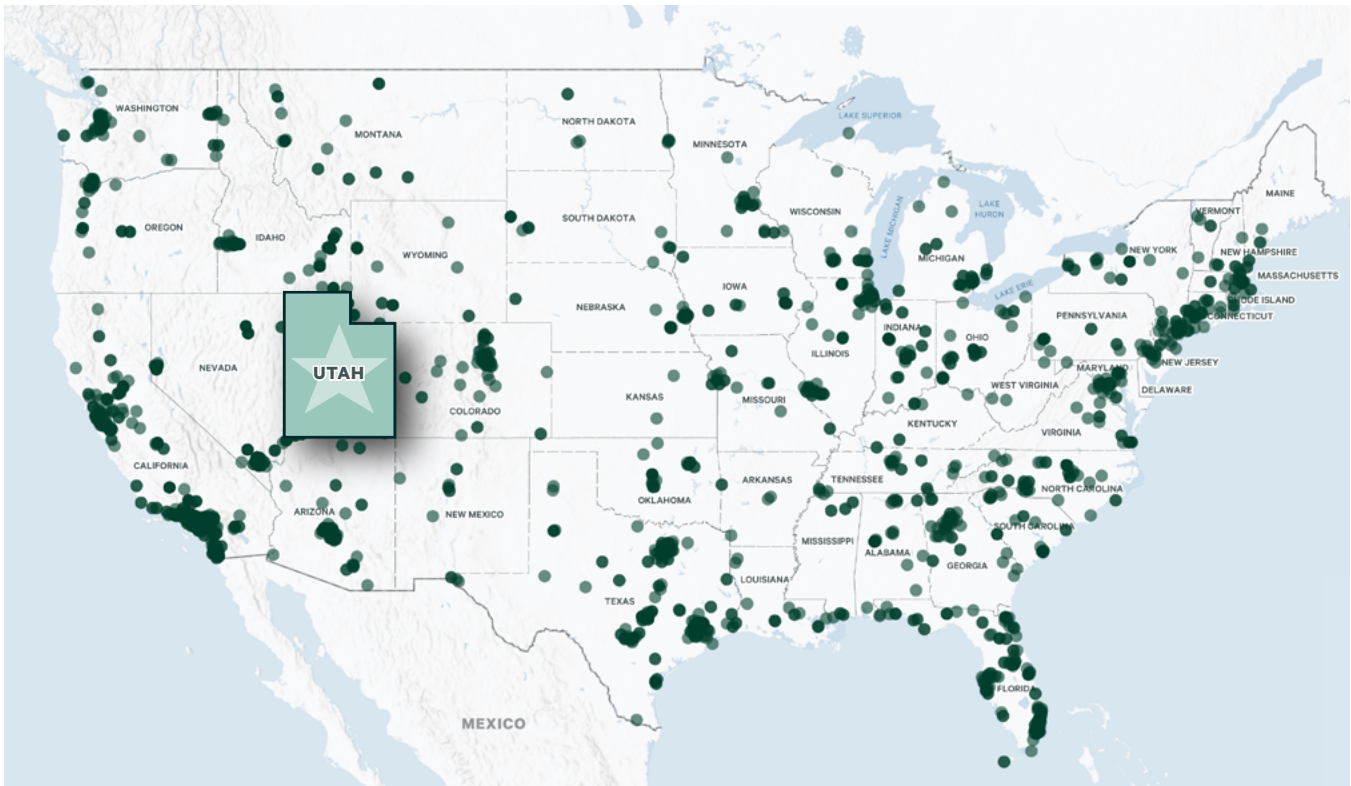 WASHINGTON
MONTANA
NORTH DAKOTA
MINNESOTA
LAKE SUPERIOR
MAINE
OREGON
IDAHO
WYOMING
SOUTH DAKOTA
WISCONSIN
LAKE MICHIGAN
LAKE
HURON
MICHIGAN
VERMONT
NEW YORK
NEW HAMPSHIRE
MASSACHUSETTS
RHODE ISLAND
CONNECTICUT
LAKE ERIE
NEBRASKA
IOWA
PENNSYLVANIA
NEVADA
UTAH
COLORADO
KANSAS
MISSOURI
ILLINOIS
INDIANA
OHIO
WEST VIRGINIA
MARYLAND
NEW JERSEY
DELAWARE
KENTUCKY
VIRGINIA
CALIFORNIA
ARIZONA
NEW MEXICO
OKLAHOMA
ARKANSAS
TENNESSEE
NORTH CAROLINA
SOUTH CAROLINA
MISSISSIPPI
ALABAMA
GEORGIA
TEXAS
LOUISIANA
FLORIDA
MEXICO